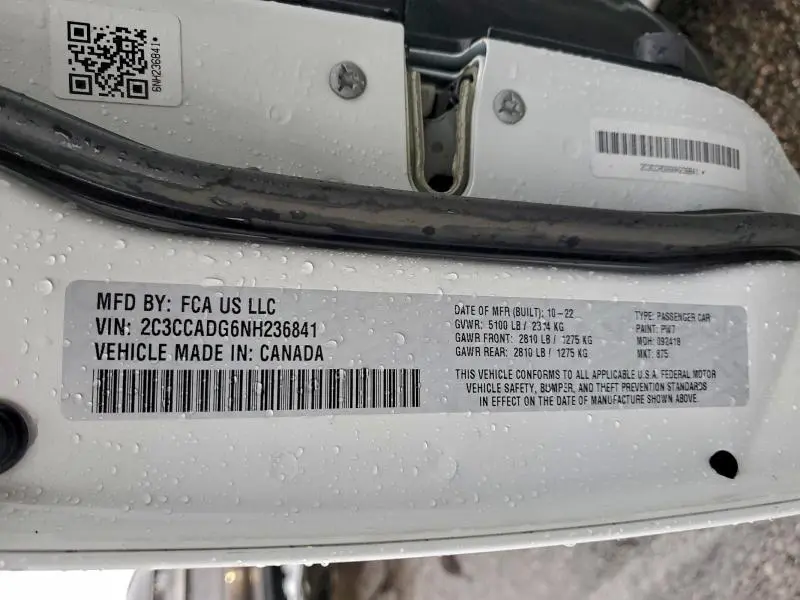 6NH236841*
MFD BY: FCA US LLC
VIN: 2C3CCADG6NH236841
VEHICLE MADE IN: CANADA
DATE OF MFR (BUILT): 10-22
GVWR: 5100 LB / 2314 KG
GAWR FRONT: 2810 LB / 1275 KG
GAWR REAR: 2810 LB / 1275 KG
TYPE: PASSENGER CAR
PAINT: PW7
MDH: 092418
MKT: 875
THIS VEHICLE CONFORMS TO ALL APPLICABLE U.S.A. FEDERAL MOTOR
VEHICLE SAFETY, BUMPER, AND THEFT PREVENTION STANDARDS
IN EFFECT ON THE DATE OF MANUFACTURE SHOWN ABOVE.